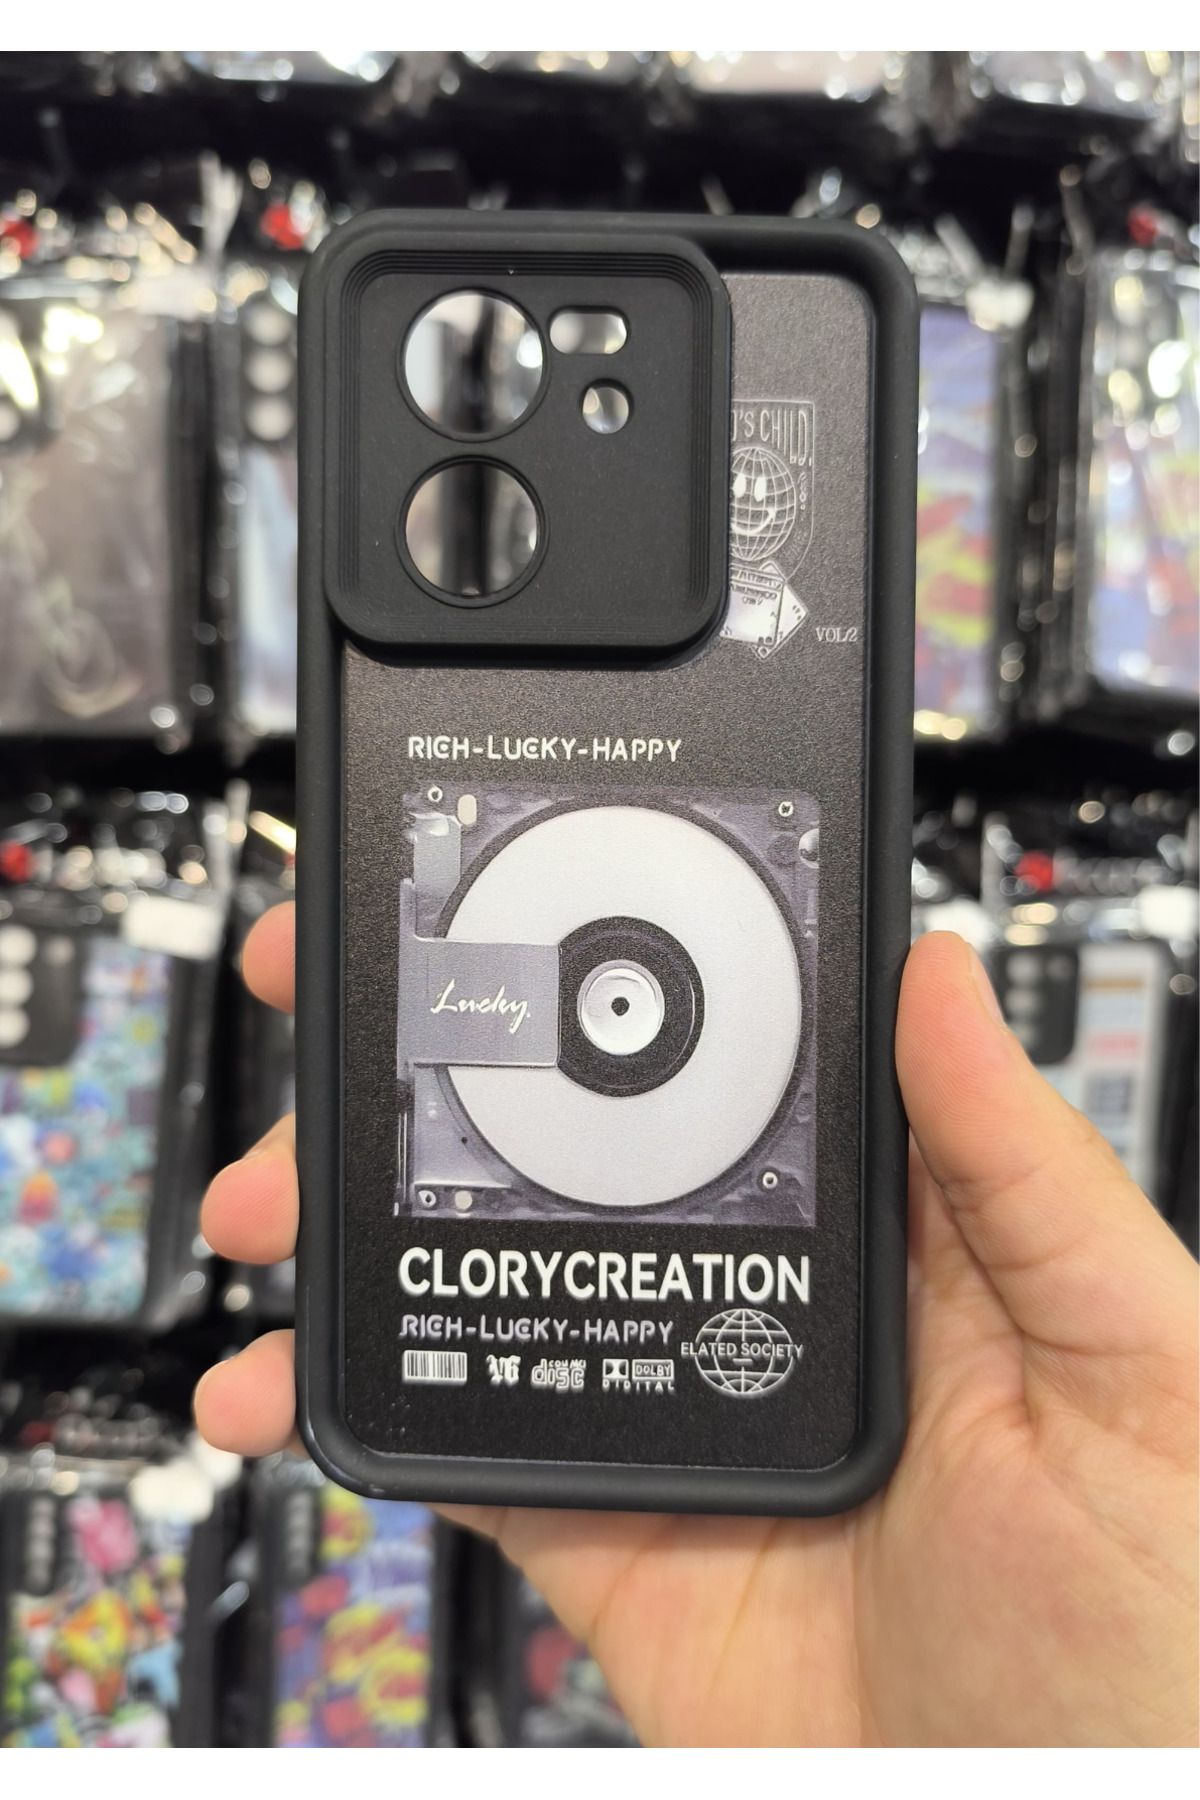 'S CHILD
VOL/2
RICH-LUCKY-HAPPY
Lucky.
CLORYCREATION
RICH-LUCKY-HAPPY
ELATED SOCIETY
disc
DOLBY
DIGITAL